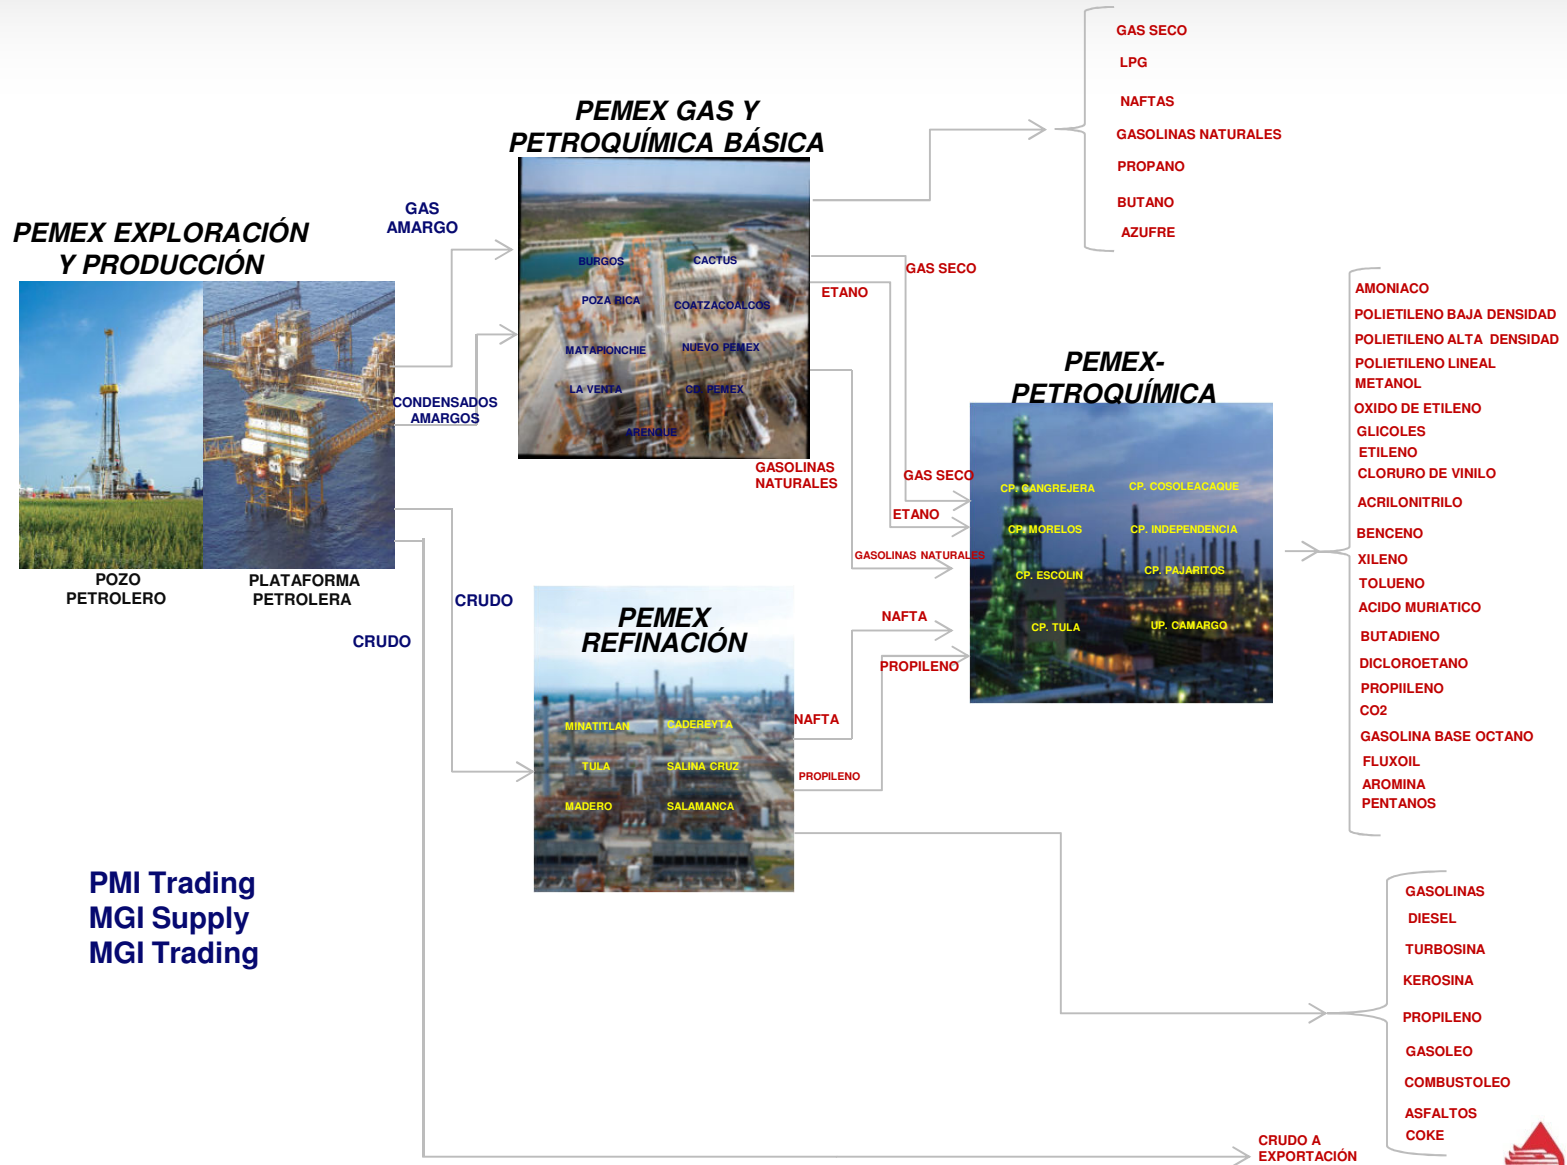 PEMEX EXPLORACIÓN
Y PRODUCCIÓN
POZO
PETROLERO
PLATAFORMA
PETROLERA
GAS
AMARGO
CONDENSADOS
AMARGOS
CRUDO
CRUDO
PEMEX GAS Y
PETROQUÍMICA BÁSICA
BURGOS
CACTUS
POZA RICA
COATZACOALCOS
MATAPIONCHIE
NUEVO PEMEX
LA VENTA
CD. PEMEX
ARENQUE
GAS SECO
ETANO
GASOLINAS
NATURALES
GAS SECO
ETANO
GASOLINAS NATURALES
PEMEX
REFINACIÓN
MINATITLAN
CADEREYTA
TULA
SALINA CRUZ
MADERO
SALAMANCA
NAFTA
PROPILENO
NAFTA
PROPILENO
PEMEX-
PETROQUÍMICA
CP. CANGREJERA
CP. COSOLEACAQUE
CP. MORELOS
CP. INDEPENDENCIA
CP. ESCOLIN
CP. PAJARITOS
CP. TULA
UP. CAMARGO
GAS SECO
LPG
NAFTAS
GASOLINAS NATURALES
PROPANO
BUTANO
AZUFRE
AMONIACO
POLIETILENO BAJA DENSIDAD
POLIETILENO ALTA DENSIDAD
POLIETILENO LINEAL
METANOL
OXIDO DE ETILENO
GLICOLES
ETILENO
CLORURO DE VINILO
ACRILONITRILO
BENCENO
XILENO
TOLUENO
ACIDO MURIATICO
BUTADIENO
DICLOROETANO
PROPIILENO
CO2
GASOLINA BASE OCTANO
FLUXOIL
AROMINA
PENTANOS
GASOLINAS
DIESEL
TURBOSINA
KEROSINA
PROPILENO
GASOLEO
COMBUSTOLEO
ASFALTOS
COKE
CRUDO A
EXPORTACIÓN
PMI Trading
MGI Supply
MGI Trading